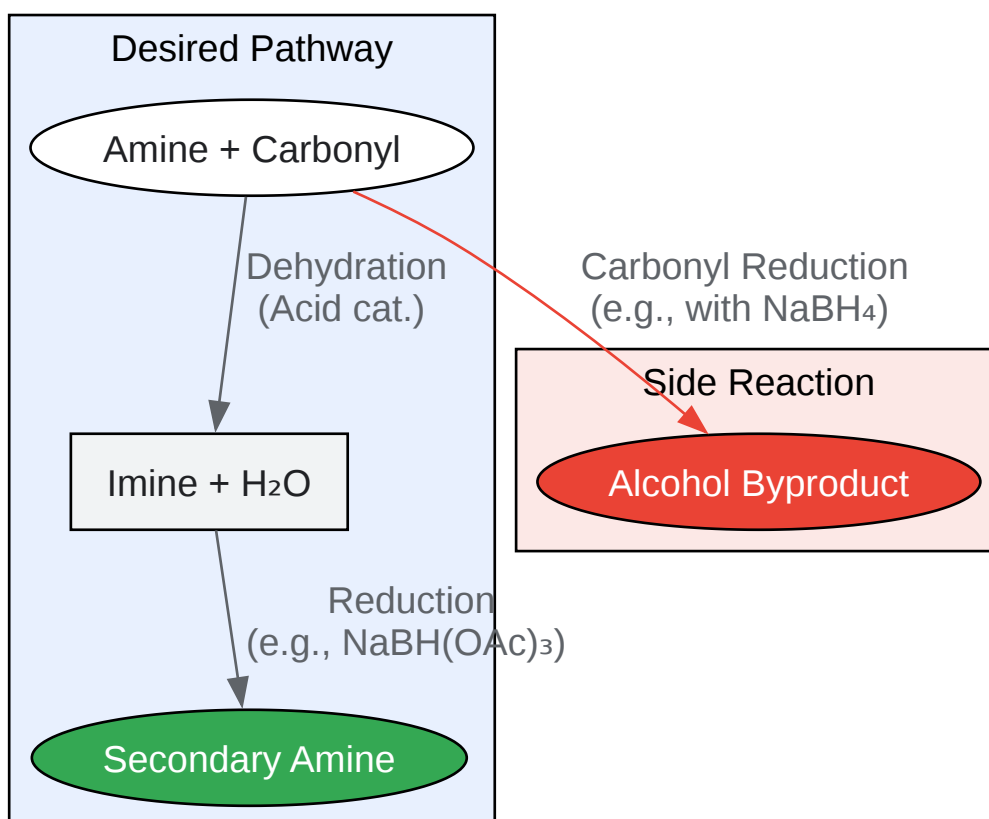 Desired Pathway
Amine + Carbonyl
Dehydration
(Acid cat.)
Carbonyl Reduction
(e.g., with NaBH₄)
Side Reaction
Imine + H₂O
Alcohol Byproduct
Reduction
(e.g., NaBH(OAc)₃)
Secondary Amine